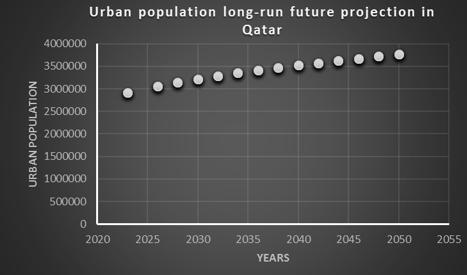 Urban population long-run future projection in
Qatar
4000000
3500000
3000000
2500000
2000000
1500000
1000000
500000
0
URBAN POPULATION
2020 2025 2030 2035 2040 2045 2050 2055
YEARS